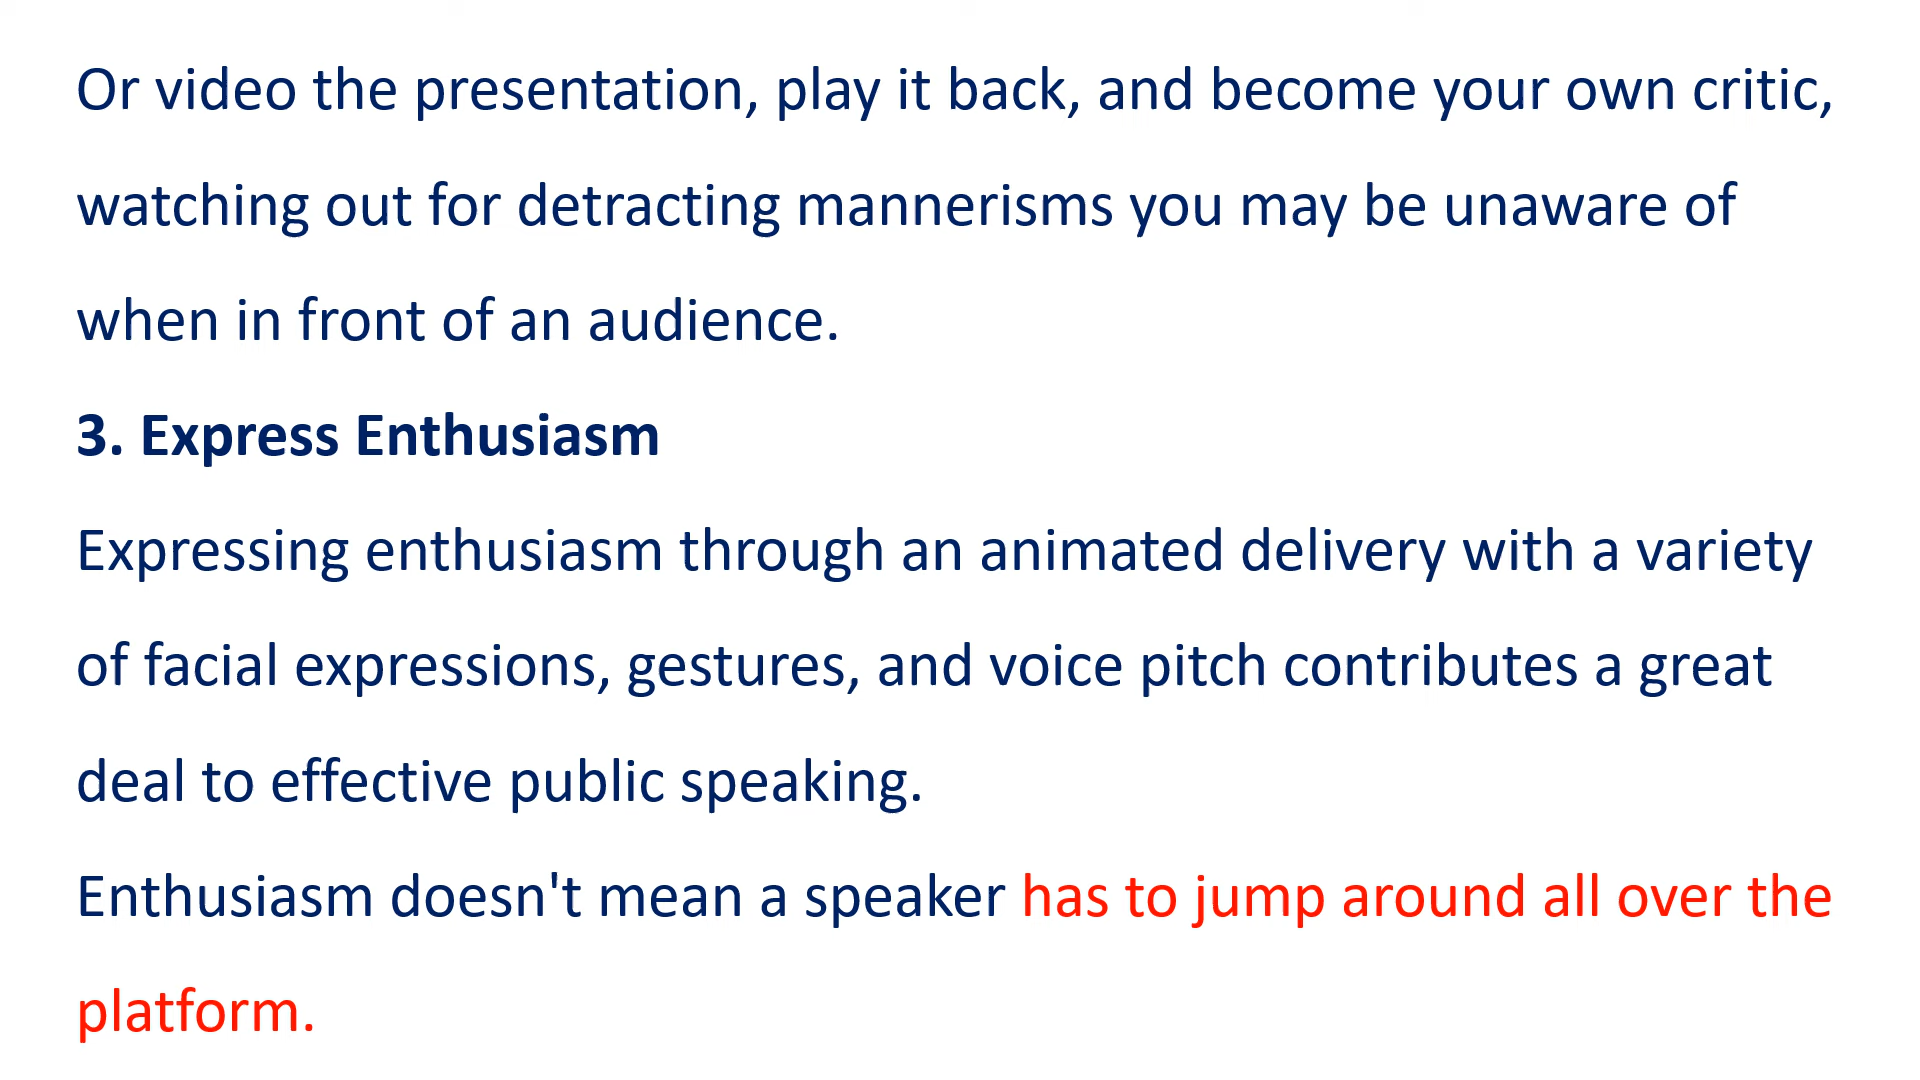 Or video the presentation, play it back, and become your own critic,
watching out for detracting mannerisms you may be unaware of
when in front of an audience.
3. Express Enthusiasm
Expressing enthusiasm through an animated delivery with a variety
of facial expressions, gestures, and voice pitch contributes a great
deal to effective public speaking.
Enthusiasm doesn't mean a speaker has to jump around all over the
platform.